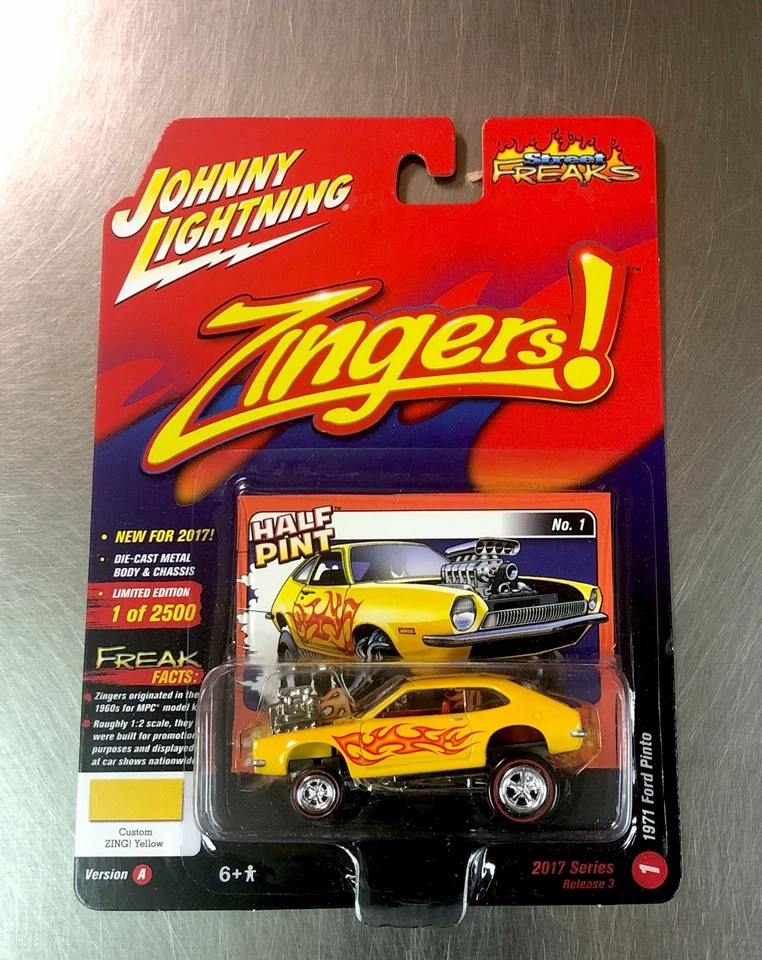 JOHNNY
LIGHTNING®
Street
FREAKS
Zingers!™
• NEW FOR 2017!
• DIE-CAST METAL
BODY & CHASSIS
• LIMITED EDITION
1 of 2500
FREAK
FACTS:
• Zingers originated in the
1960s for MPC® model k
• Roughly 1:2 scale, they
were built for promotion
purposes and displayed
at car shows nationwide
HALF
PINT™
No. 1
Custom
ZING! Yellow
Version A
6+
2017 Series
Release 3
1
1971 Ford Pinto